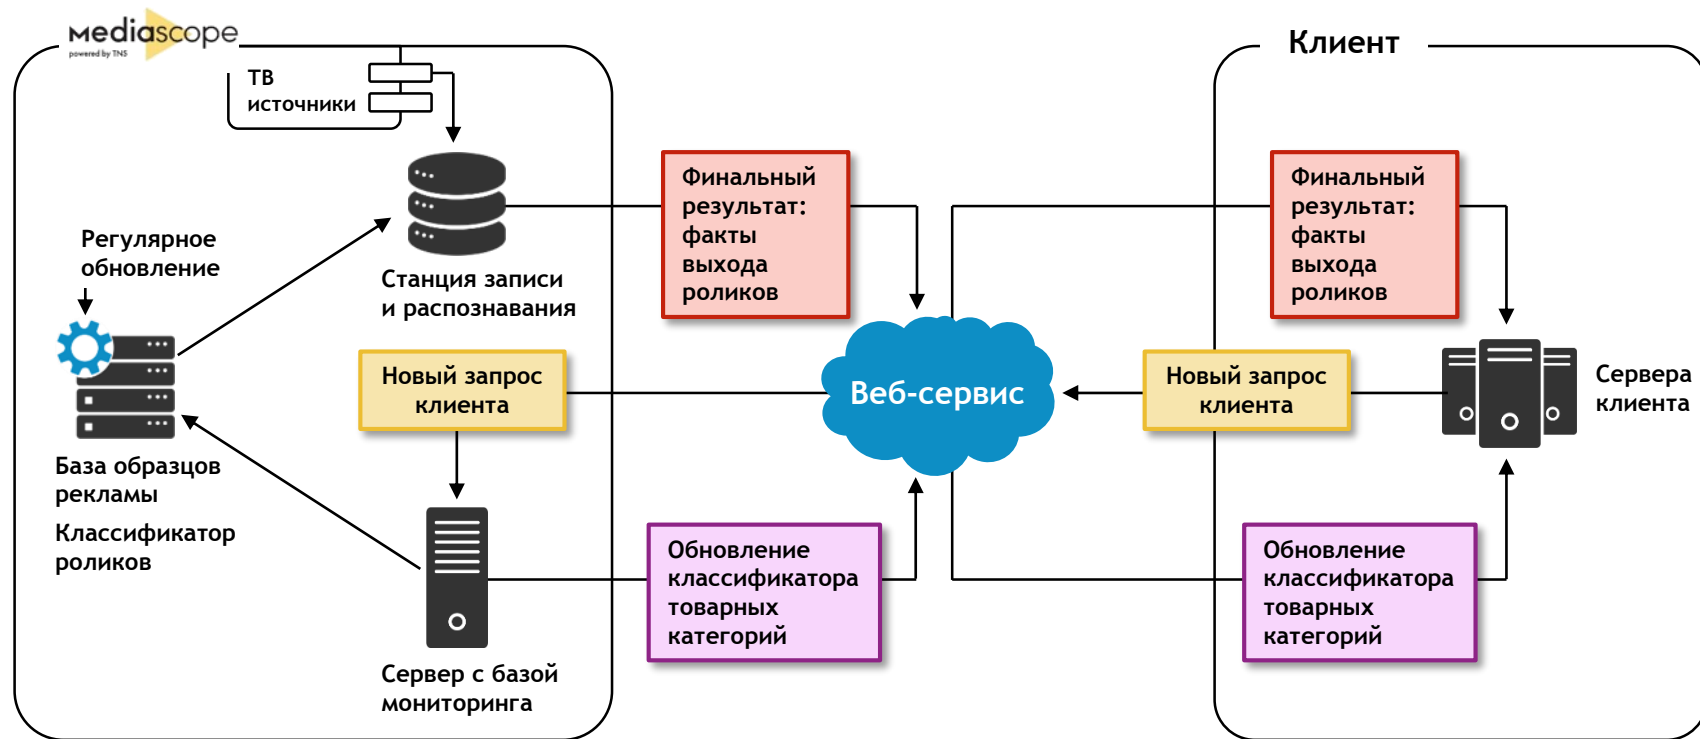 мediascope
powered by TNS
Клиент
ТВ
источники
Финальный
результат:
факты
выхода
роликов
Финальный
результат:
факты
выхода
роликов
Регулярное
обновление
Станция записи
и распознавания
Новый запрос
клиента
Веб-сервис
Новый запрос
клиента
Сервера
клиента
База образцов
рекламы
Классификатор
роликов
Обновление
классификатора
товарных
категорий
Обновление
классификатора
товарных
категорий
Сервер с базой
мониторинга